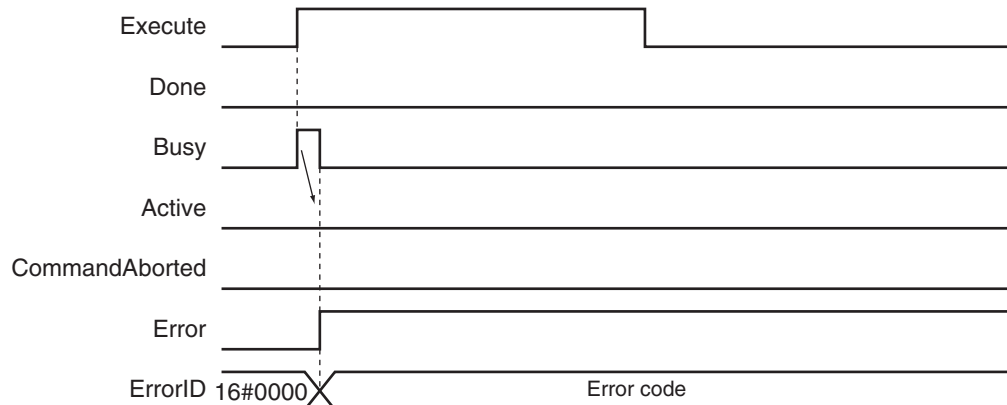 Execute
Done
Busy
Active
CommandAborted
Error
ErrorID 16#0000 Error code